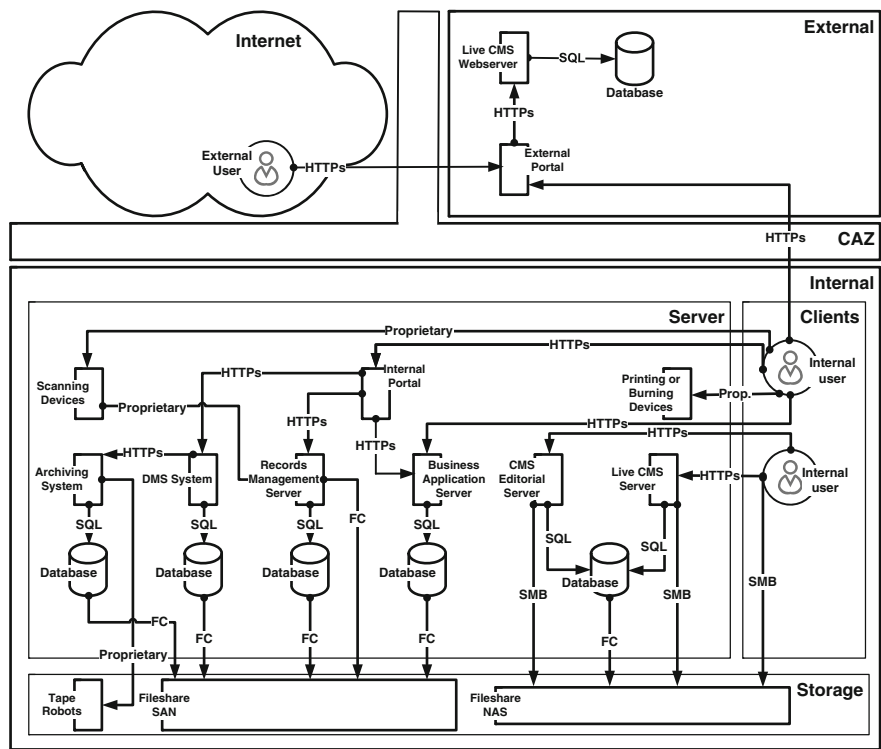 Internet
External
Live CMS
Webserver
SQL
Database
HTTPs
External
User
HTTPs
External
Portal
HTTPs
CAZ
Internal
Server
Clients
Proprietary
HTTPs
Internal
user
HTTPs
Internal
Portal
Scanning
Devices
Printing or
Burning
Devices
Prop.
Proprietary
HTTPs
HTTPs
HTTPs
HTTPs
HTTPs
Archiving
System
DMS System
Records
Management
Server
Business
Application
Server
CMS
Editorial
Server
Live CMS
Server
HTTPs
Internal
user
SQL
SQL
SQL
FC
SQL
SQL
SQL
Database
Database
Database
Database
Database
SMB
SMB
SMB
FC
FC
FC
FC
FC
Proprietary
Storage
Tape
Robots
Fileshare
SAN
Fileshare
NAS